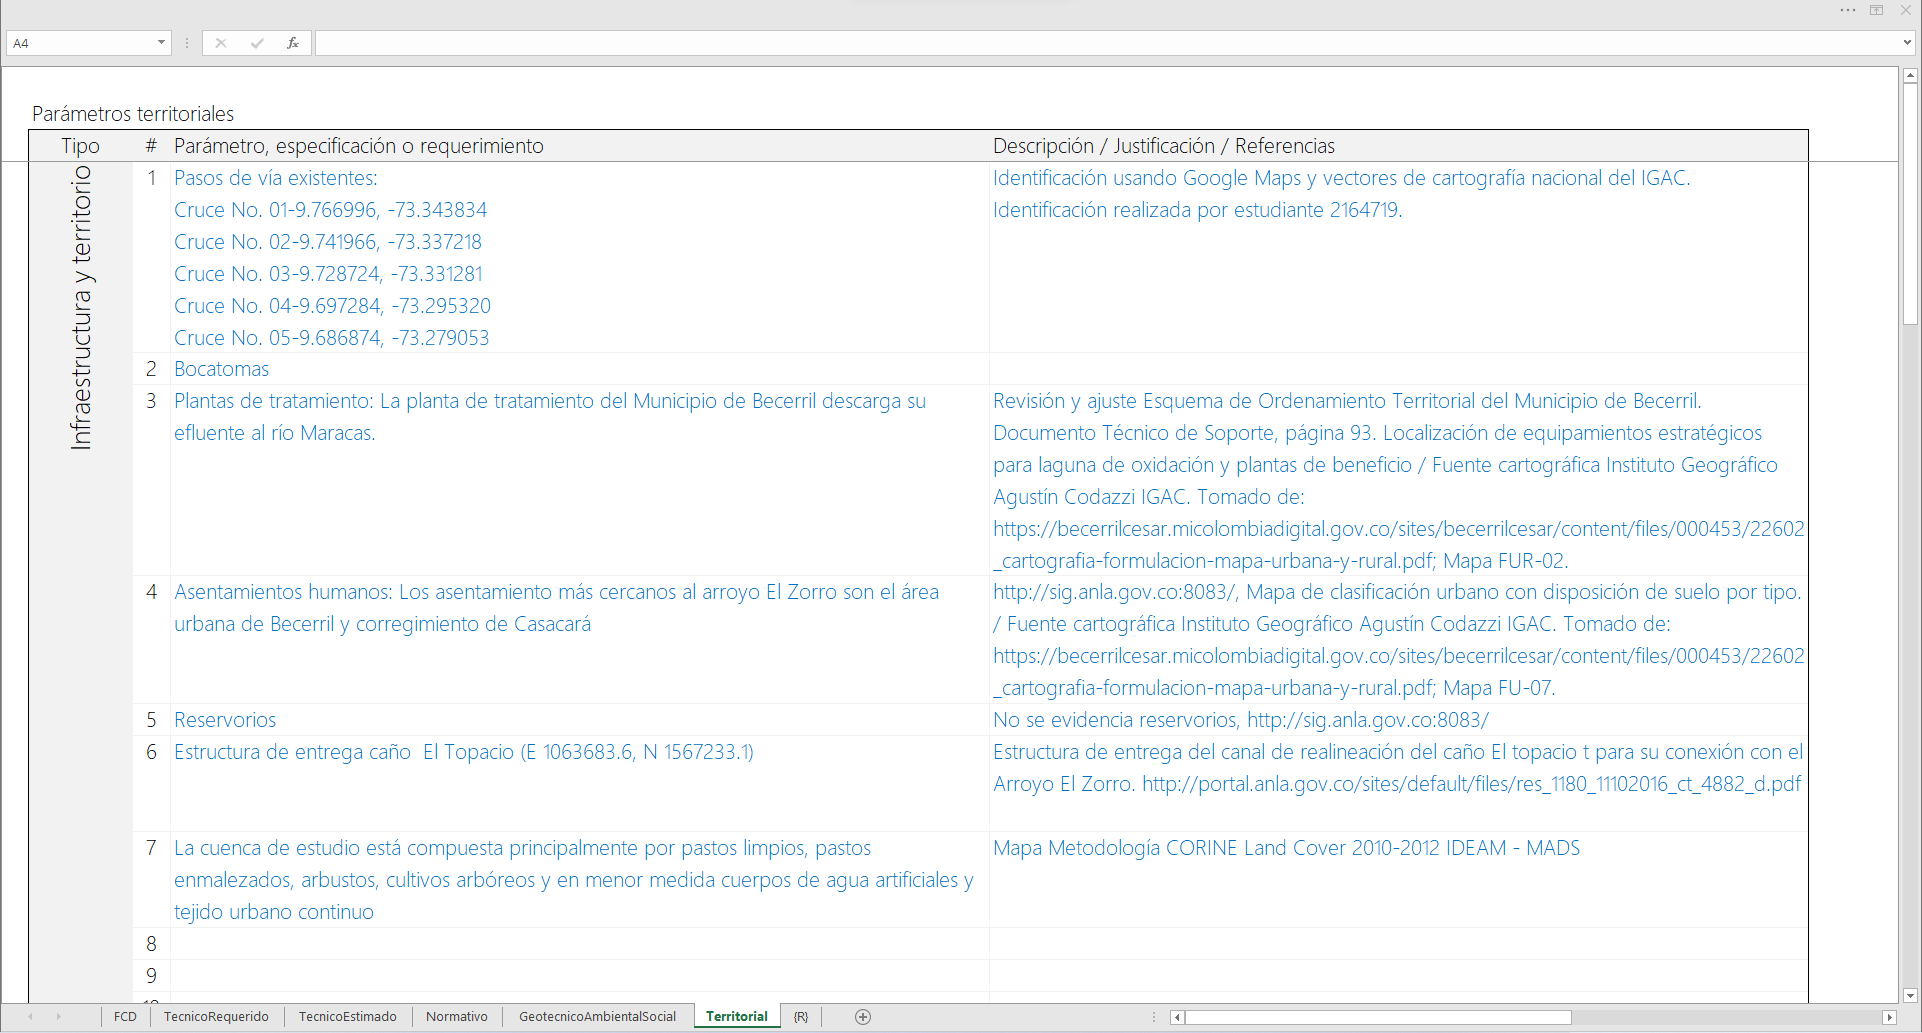 A4
fx
Parámetros territoriales
Tipo # Parámetro, especificación o requerimiento Descripción / Justificación / Referencias
Infraestructura y territorio
1 Pasos de vía existentes: Identificación usando Google Maps y vectores de cartografía nacional del IGAC.
Cruce No. 01-9.766996, -73.343834 Identificación realizada por estudiante 2164719.
Cruce No. 02-9.741966, -73.337218
Cruce No. 03-9.728724, -73.331281
Cruce No. 04-9.697284, -73.295320
Cruce No. 05-9.686874, -73.279053
2 Bocatomas
3 Plantas de tratamiento: La planta de tratamiento del Municipio de Becerril descarga su Revisión y ajuste Esquema de Ordenamiento Territorial del Municipio de Becerril.
efluente al río Maracas. Documento Técnico de Soporte, página 93. Localización de equipamientos estratégicos
para laguna de oxidación y plantas de beneficio / Fuente cartográfica Instituto Geográfico
Agustín Codazzi IGAC. Tomado de:
https://becerrilcesar.micolombiadigital.gov.co/sites/becerrilcesar/content/files/000453/22602
_cartografia-formulacion-mapa-urbana-y-rural.pdf; Mapa FUR-02.
4 Asentamientos humanos: Los asentamiento más cercanos al arroyo El Zorro son el área http://sig.anla.gov.co:8083/, Mapa de clasificación urbano con disposición de suelo por tipo.
urbana de Becerril y corregimiento de Casacará / Fuente cartográfica Instituto Geográfico Agustín Codazzi IGAC. Tomado de:
https://becerrilcesar.micolombiadigital.gov.co/sites/becerrilcesar/content/files/000453/22602
_cartografia-formulacion-mapa-urbana-y-rural.pdf; Mapa FU-07.
5 Reservorios No se evidencia reservorios, http://sig.anla.gov.co:8083/
6 Estructura de entrega caño  El Topacio (E 1063683.6, N 1567233.1) Estructura de entrega del canal de realineación del caño El topacio t para su conexión con el
Arroyo El Zorro. http://portal.anla.gov.co/sites/default/files/res_1180_11102016_ct_4882_d.pdf
7 La cuenca de estudio está compuesta principalmente por pastos limpios, pastos Mapa Metodología CORINE Land Cover 2010-2012 IDEAM - MADS
enmalezados, arbustos, cultivos arbóreos y en menor medida cuerpos de agua artificiales y
tejido urbano continuo
8
9
10
FCD TecnicoRequerido TecnicoEstimado Normativo GeotecnicoAmbientalSocial Territorial {R}